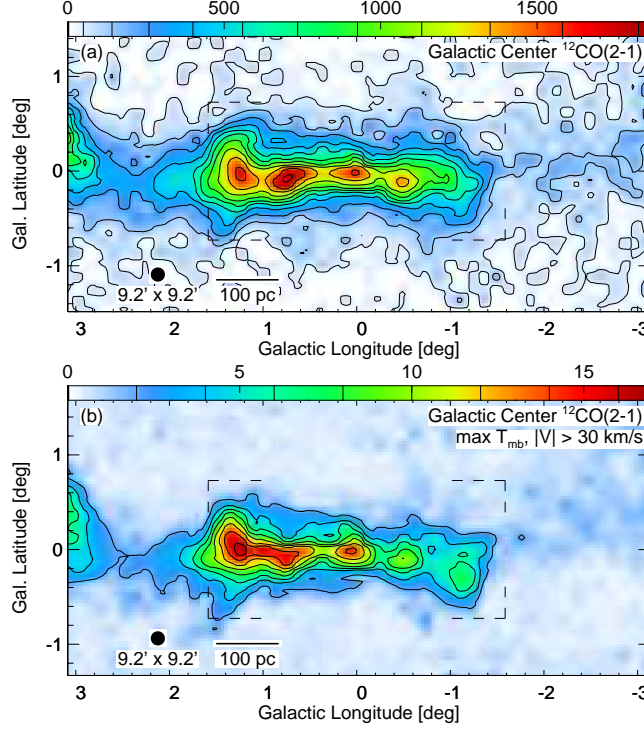 0 500 1000 1500
(a) Galactic Center ¹²CO(2-1)
1
0
-1
Gal. Latitude [deg]
9.2' x 9.2' 100 pc
3 2 1 0 -1 -2 -3
Galactic Longitude [deg]
0 5 10 15
(b) Galactic Center ¹²CO(2-1)
max Tmb, |V| > 30 km/s
1
0
-1
Gal. Latitude [deg]
9.2' x 9.2' 100 pc
3 2 1 0 -1 -2 -3
Galactic Longitude [deg]